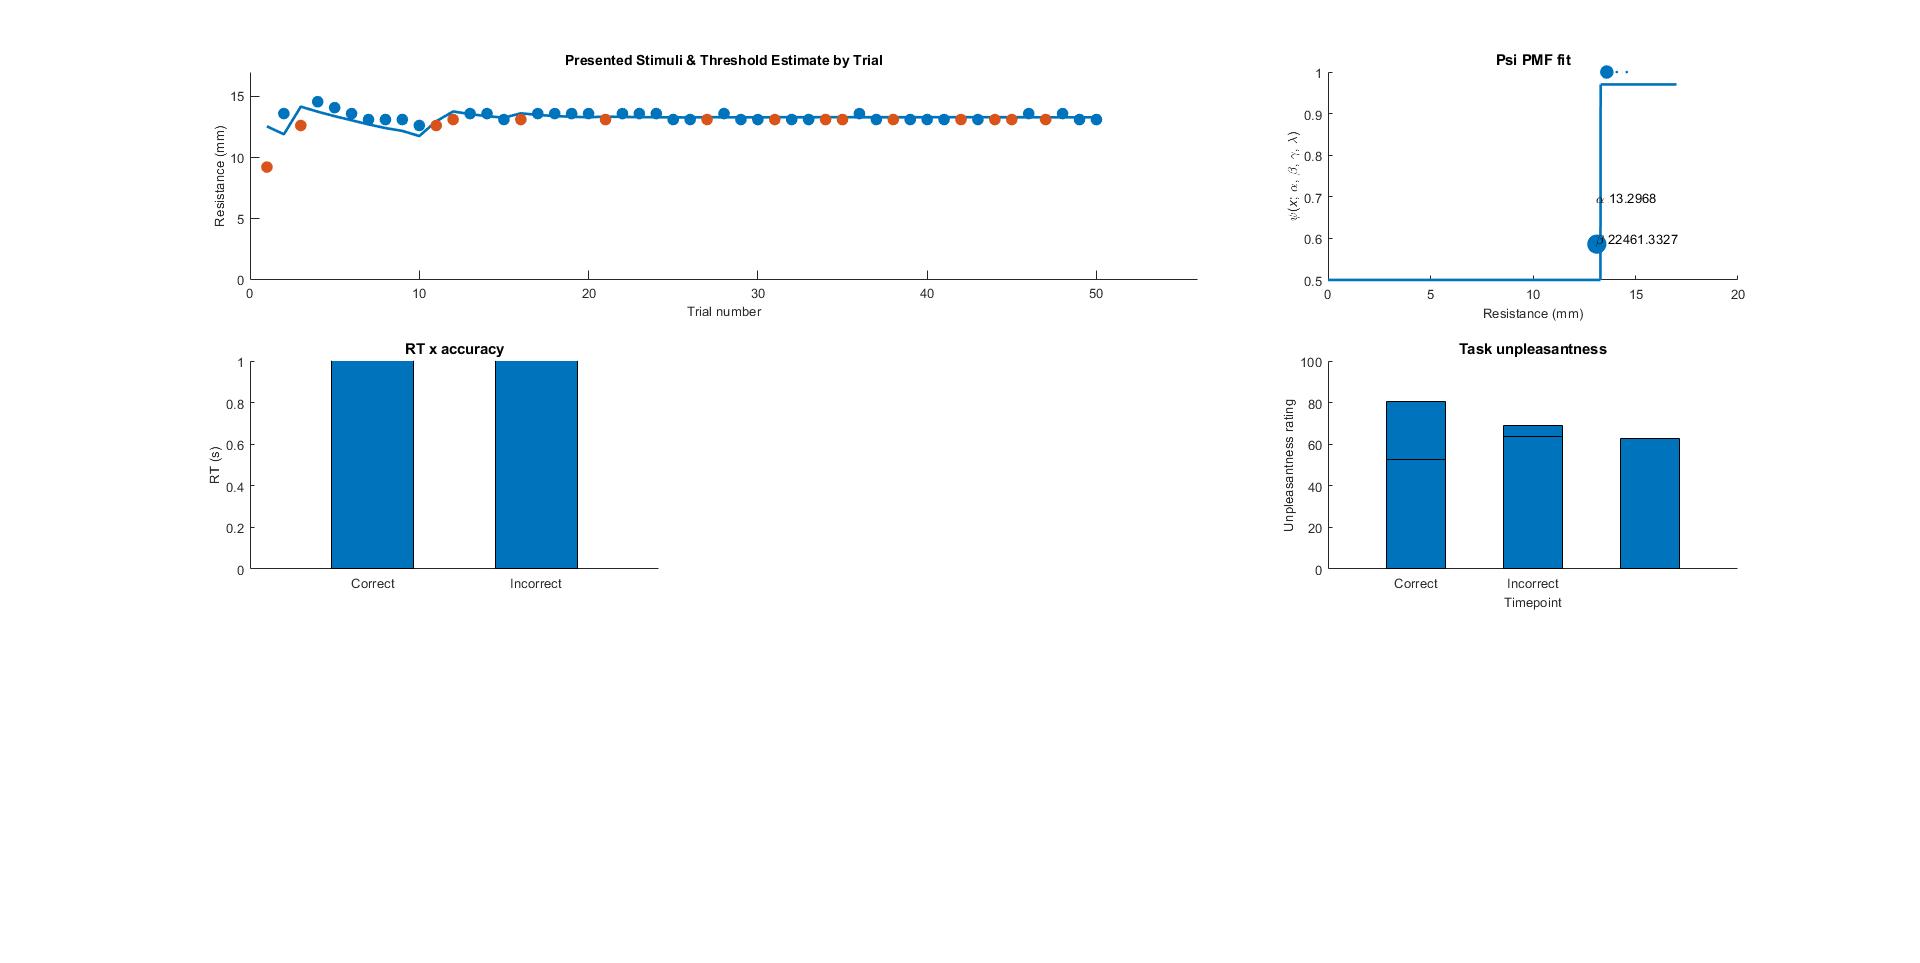 Presented Stimuli & Threshold Estimate by Trial
15
10
5
0
Resistance (mm)
0 10 20 30 40 50
Trial number
Psi PMF fit
1
0.9
0.8
0.7
0.6
0.5
ψ(x; α, β, γ, λ)
α 13.2968
β 22461.3327
0 5 10 15 20
Resistance (mm)
RT x accuracy
1
0.8
0.6
0.4
0.2
0
RT (s)
Correct Incorrect
Task unpleasantness
100
80
60
40
20
0
Unpleasantness rating
Correct Incorrect
Timepoint